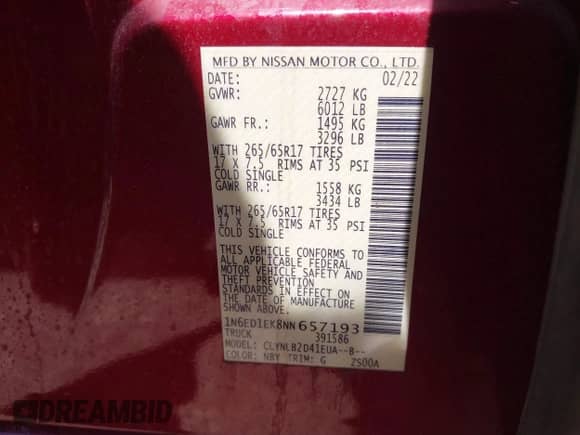 MFD BY NISSAN MOTOR CO., LTD.
DATE: 02/22
GVWR: 2727 KG
6012 LB
GAWR FR.: 1495 KG
3296 LB
WITH 265/65R17 TIRES
17 X 7.5 RIMS AT 35 PSI
COLD SINGLE
GAWR RR.: 1558 KG
3434 LB
WITH 265/65R17 TIRES
17 X 7.5 RIMS AT 35 PSI
COLD SINGLE
THIS VEHICLE CONFORMS TO
ALL APPLICABLE FEDERAL
MOTOR VEHICLE SAFETY AND
THEFT PREVENTION
STANDARDS IN EFFECT ON
THE DATE OF MANUFACTURE
SHOWN ABOVE.
1N6ED1EK8NN657193
TRUCK 391586
MODEL: CLYNLB2D41EUA--B--
COLOR: NBY TRIM: G 2S00A
DREAMBID